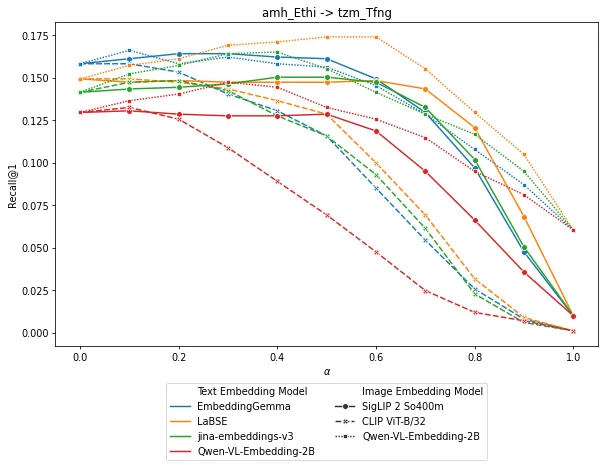 amh_Ethi -> tzm_Tfng
0.175
0.150
0.125
0.100
0.075
0.050
0.025
0.000
Recall@1
0.0 0.2 0.4 0.6 0.8 1.0
α
Text Embedding Model Image Embedding Model
EmbeddingGemma SigLIP 2 So400m
LaBSE CLIP ViT-B/32
jina-embeddings-v3 Qwen-VL-Embedding-2B
Qwen-VL-Embedding-2B